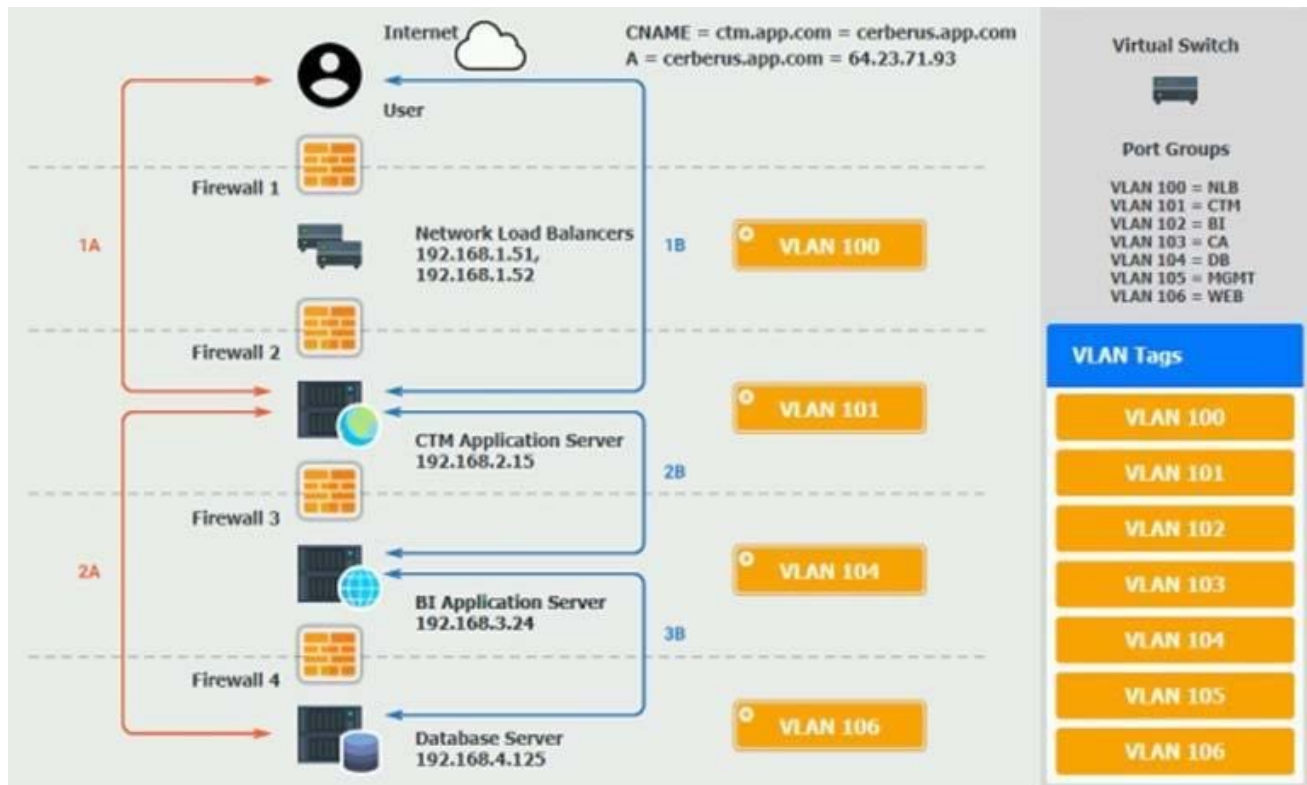 Internet
CNAME = ctm.app.com = cerberus.app.com
A = cerberus.app.com = 64.23.71.93
User
Firewall 1
1A
Network Load Balancers
192.168.1.51,
192.168.1.52
1B
VLAN 100
Firewall 2
CTM Application Server
192.168.2.15
VLAN 101
2B
Firewall 3
2A
BI Application Server
192.168.3.24
VLAN 104
3B
Firewall 4
Database Server
192.168.4.125
VLAN 106
Virtual Switch
Port Groups
VLAN 100 = NLB
VLAN 101 = CTM
VLAN 102 = BI
VLAN 103 = CA
VLAN 104 = DB
VLAN 105 = MGMT
VLAN 106 = WEB
VLAN Tags
VLAN 100
VLAN 101
VLAN 102
VLAN 103
VLAN 104
VLAN 105
VLAN 106